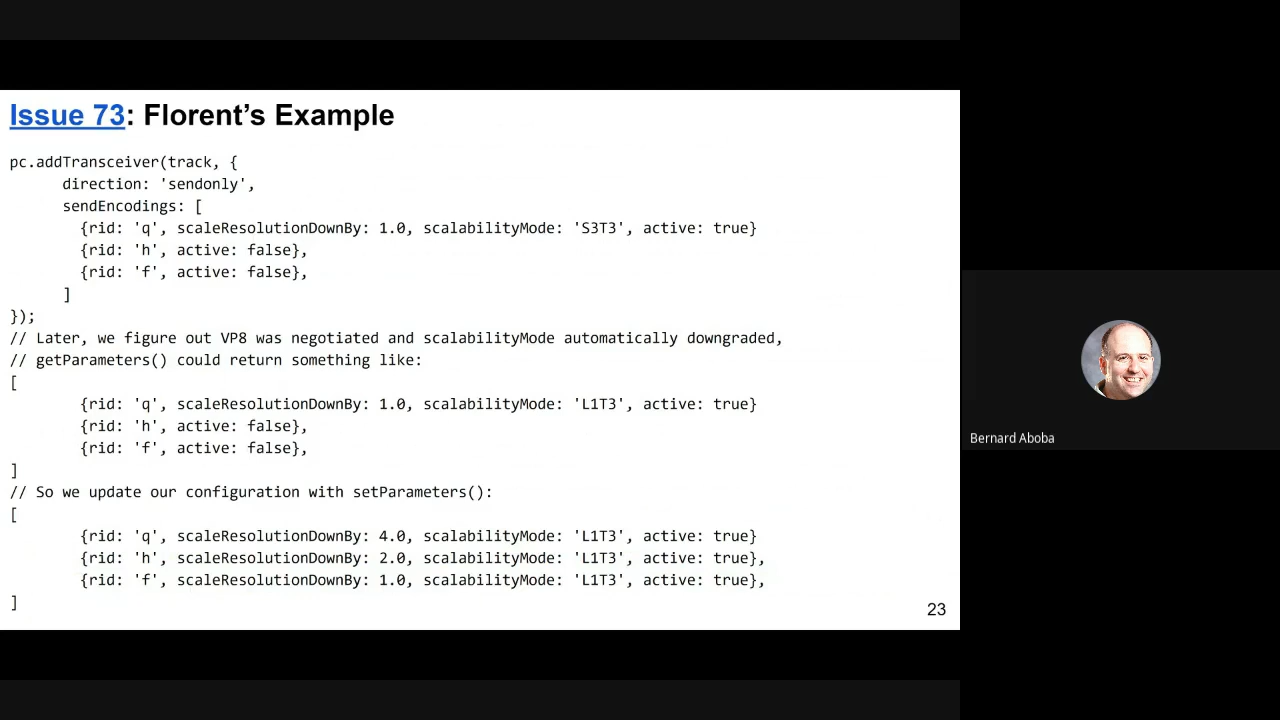 Issue 73: Florent’s Example
pc.addTransceiver(track, {
direction: 'sendonly',
sendEncodings: [
{rid: 'q', scaleResolutionDownBy: 1.0, scalabilityMode: 'S3T3', active: true}
{rid: 'h', active: false},
{rid: 'f', active: false},
]
});
// Later, we figure out VP8 was negotiated and scalabilityMode automatically downgraded,
// getParameters() could return something like:
[
{rid: 'q', scaleResolutionDownBy: 1.0, scalabilityMode: 'L1T3', active: true}
{rid: 'h', active: false},
{rid: 'f', active: false},
]
// So we update our configuration with setParameters():
[
{rid: 'q', scaleResolutionDownBy: 4.0, scalabilityMode: 'L1T3', active: true}
{rid: 'h', scaleResolutionDownBy: 2.0, scalabilityMode: 'L1T3', active: true},
{rid: 'f', scaleResolutionDownBy: 1.0, scalabilityMode: 'L1T3', active: true},
]
23
Bernard Aboba